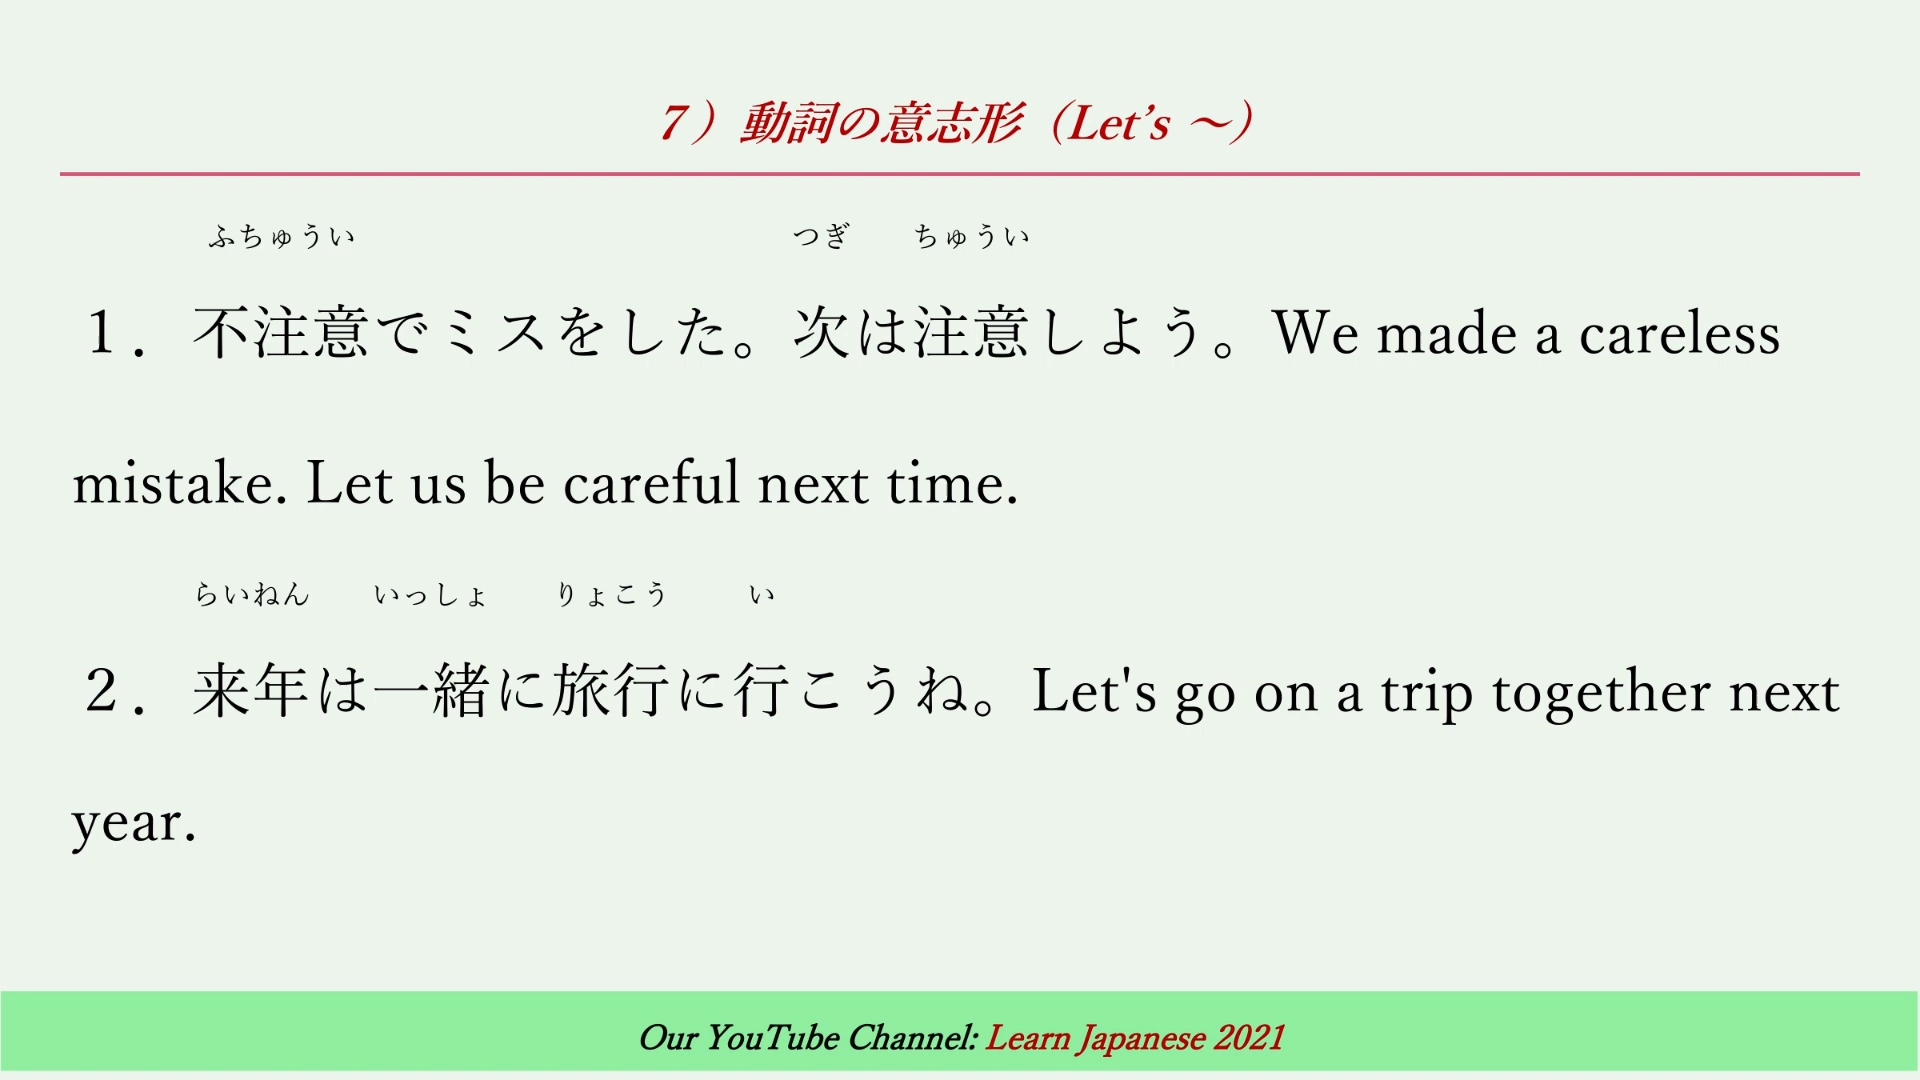 ７）動詞の意志形（Let’s ～）
ふちゅうい つぎ ちゅうい
１．不注意でミスをした。次は注意しよう。We made a careless
mistake. Let us be careful next time.
らいねん いっしょ りょこう い
２．来年は一緒に旅行に行こうね。Let's go on a trip together next
year.
Our YouTube Channel: Learn Japanese 2021